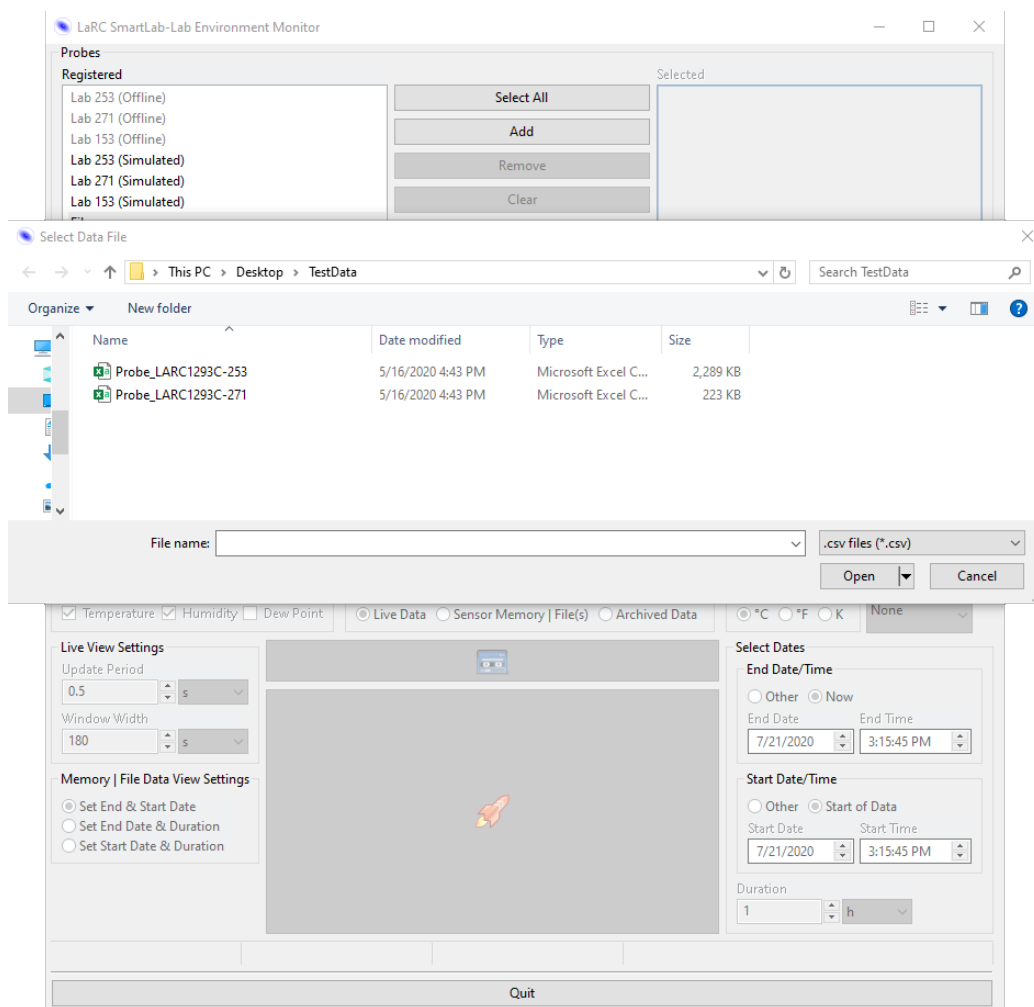 LaRC SmartLab-Lab Environment Monitor
Probes
Registered
Selected
Lab 253 (Offline)
Lab 271 (Offline)
Lab 153 (Offline)
Lab 253 (Simulated)
Lab 271 (Simulated)
Lab 153 (Simulated)
Select All
Add
Remove
Clear
Select Data File
This PC > Desktop > TestData
Search TestData
Organize
New folder
Name Date modified Type Size
Probe_LARC1293C-253 5/16/2020 4:43 PM Microsoft Excel C... 2,289 KB
Probe_LARC1293C-271 5/16/2020 4:43 PM Microsoft Excel C... 223 KB
File name:
.csv files (*.csv)
Open
Cancel
Temperature Humidity Dew Point
Live Data Sensor Memory | File(s) Archived Data
°C °F K
None
Live View Settings
Update Period
0.5 s
Window Width
180 s
Memory | File Data View Settings
Set End & Start Date
Set End Date & Duration
Set Start Date & Duration
Select Dates
End Date/Time
Other Now
End Date End Time
7/21/2020 3:15:45 PM
Start Date/Time
Other Start of Data
Start Date Start Time
7/21/2020 3:15:45 PM
Duration
1 h
Quit